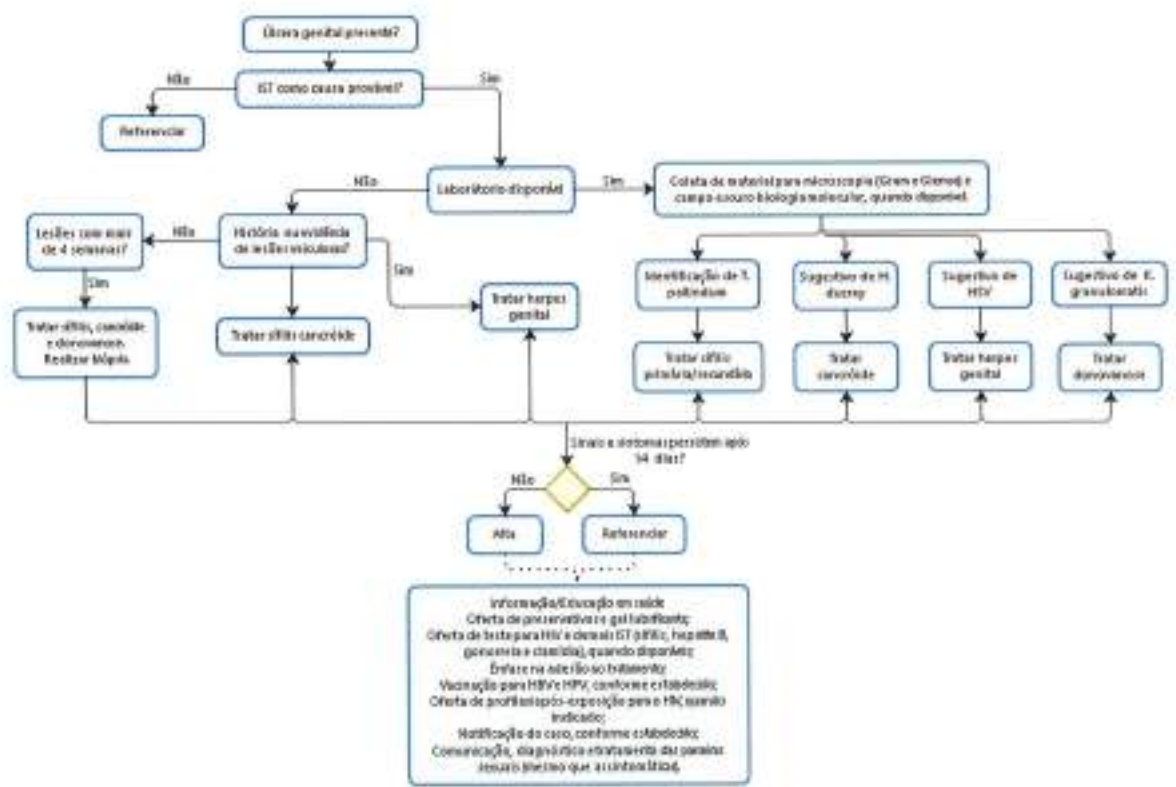 Úlcera genital presente?
IST como causa provável?
Não
Sim
Referenciar
Laboratório disponível
Não
Sim
Coleta de material para microscopia (Gram e Giemsa) e
campo escuro biologia molecular, quando disponível.
Lesões com mais
de 4 semanas?
Não
História ou evidência
de lesões vesiculosas?
Sim
Sim
Identificação de T.
pallidum
Sugestivo de H.
ducrey
Sugestivo de
HSV
Sugestivo de K.
granulomatis
Tratar sífilis, cancróide
e donovanose.
Realizar biópsia
Tratar sífilis cancróide
Tratar herpes
genital
Tratar sífilis
primária/secundária
Tratar
cancróide
Tratar herpes
genital
Tratar
donovanose
Sinais e sintomas persistem após
14 dias?
Não
Sim
Alta
Referenciar
Informação/Educação em saúde
Oferta de preservativos e gel lubrificante;
Oferta de teste para HIV e demais IST (sífilis, hepatite B,
gonorreia e clamídia), quando disponível;
Ênfase na adesão ao tratamento;
Vacinação para HBV e HPV, conforme estabelecido;
Oferta de profilaxia pós-exposição para o HIV, quando
indicado;
Notificação do caso, conforme estabelecido;
Comunicação, diagnóstico e tratamento das parcerias
sexuais (mesmo que assintomáticas).